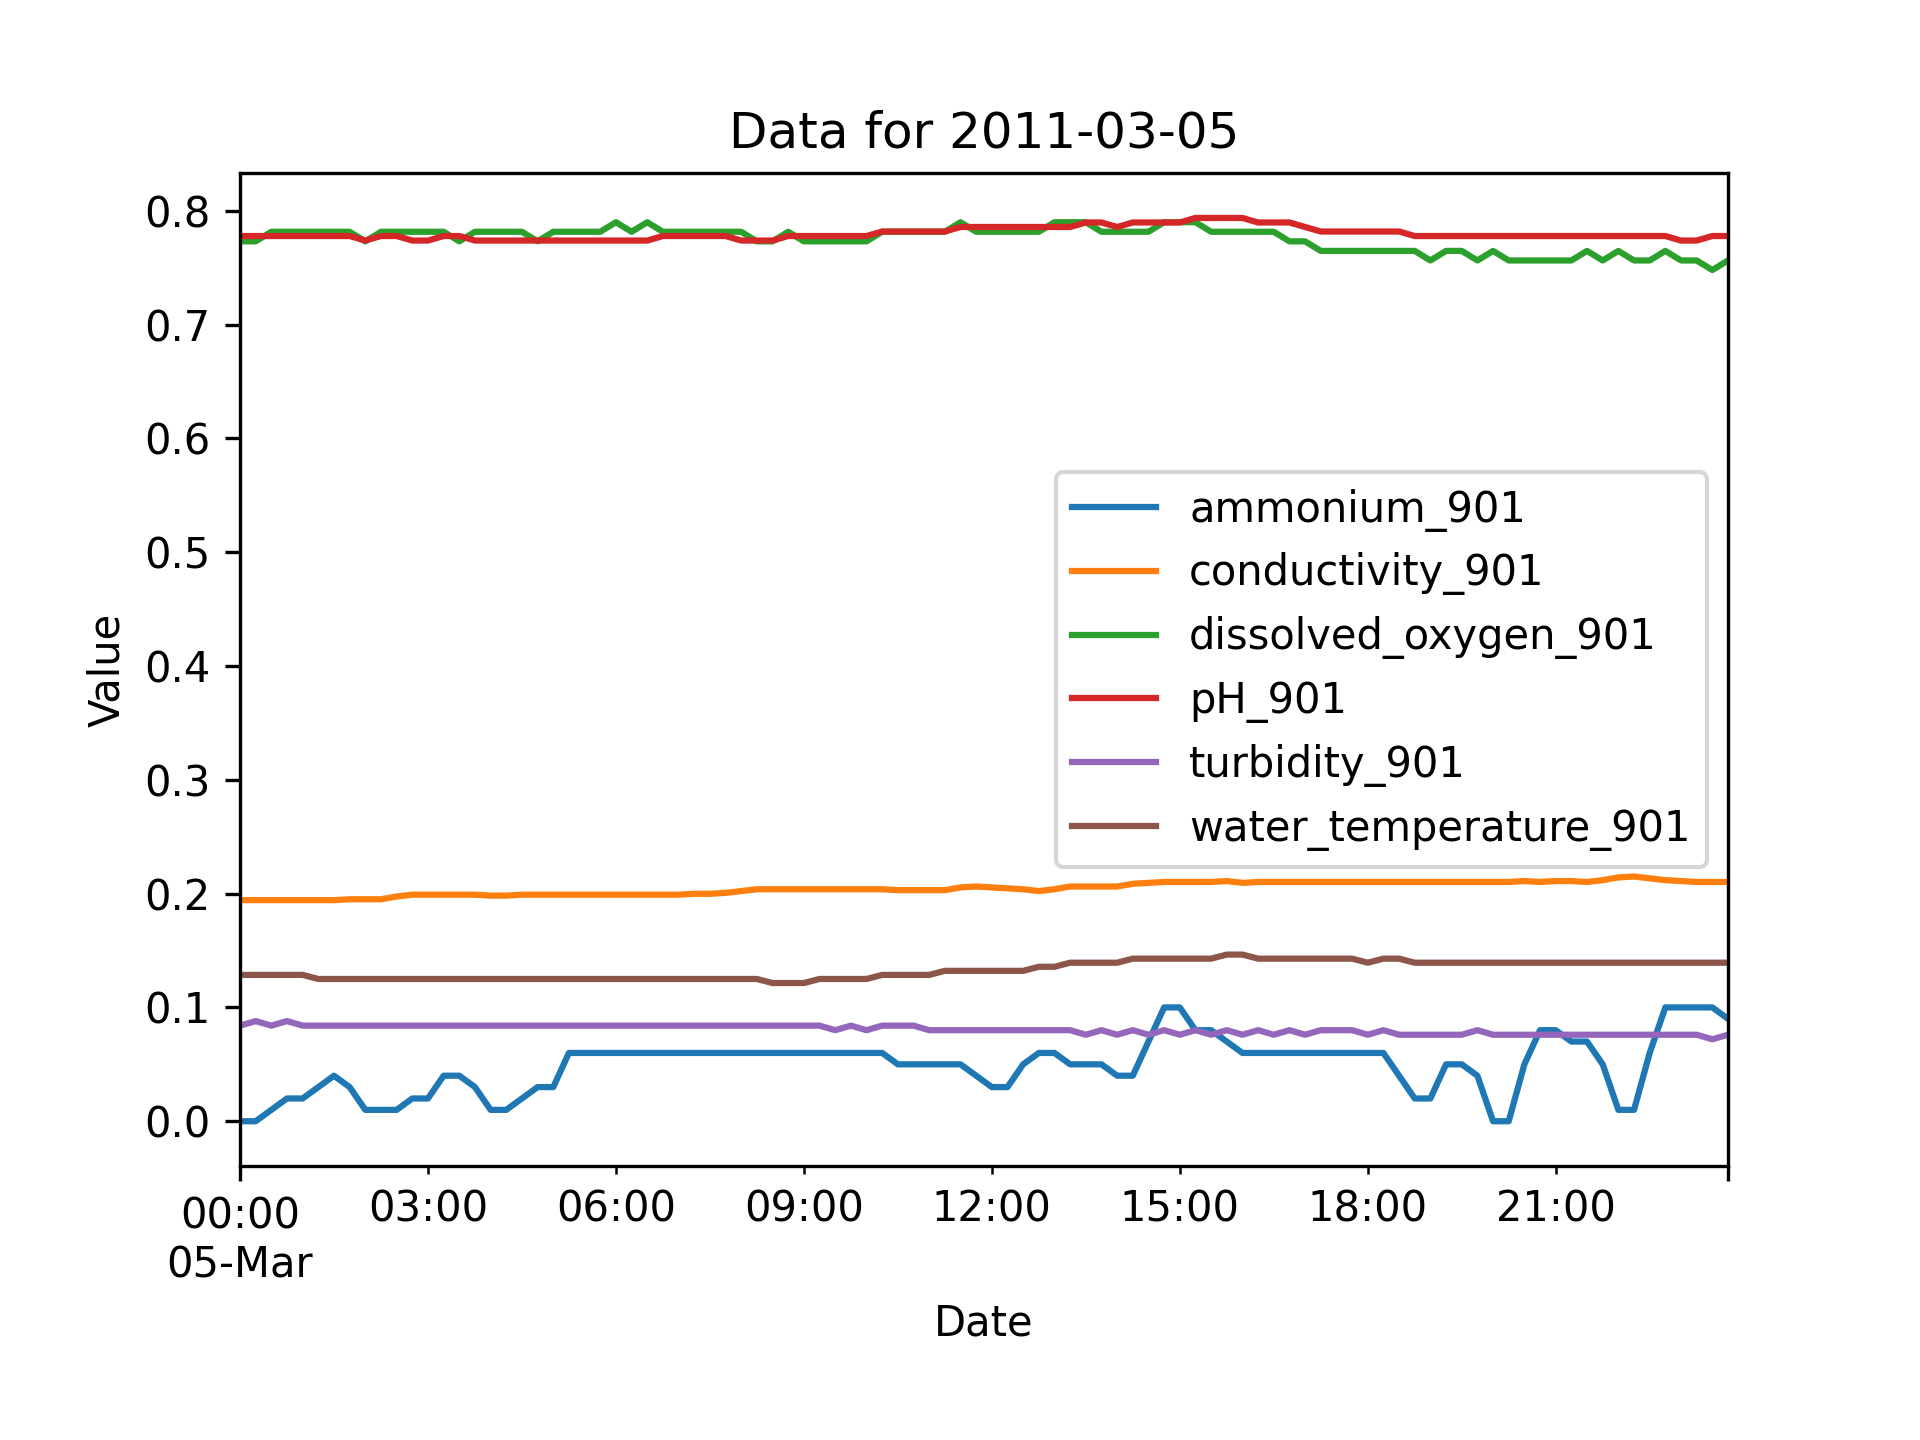 Data for 2011-03-05
0.8
0.7
0.6
0.5
0.4
0.3
0.2
0.1
0.0
Value
ammonium_901
conductivity_901
dissolved_oxygen_901
pH_901
turbidity_901
water_temperature_901
00:00 03:00 06:00 09:00 12:00 15:00 18:00 21:00
05-Mar
Date